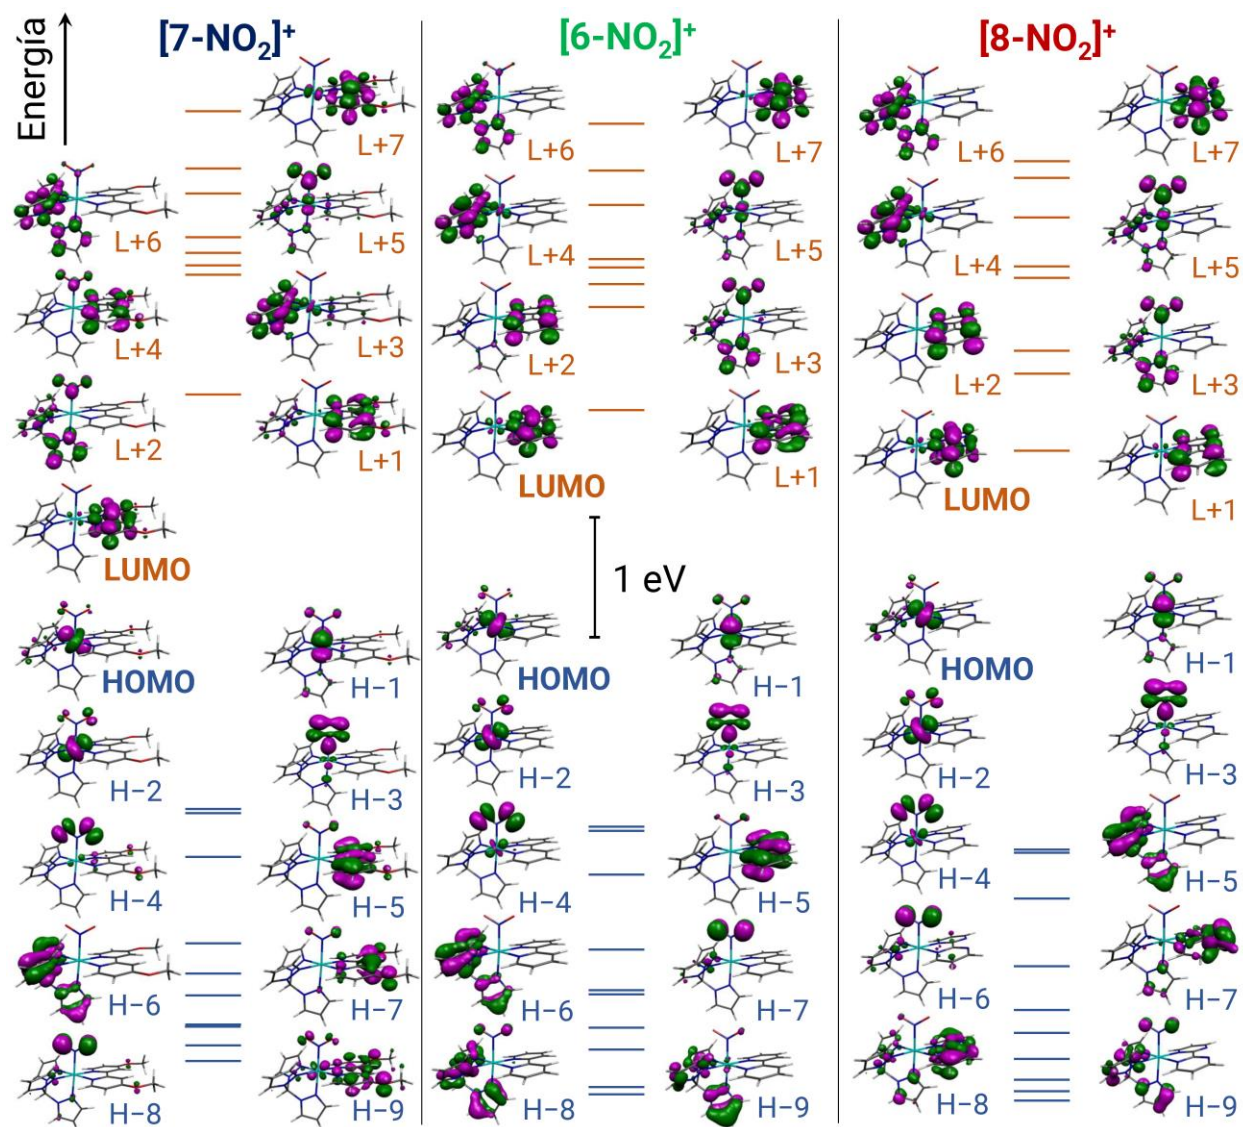 Energía
[7-NO₂]⁺
L+7
L+6
L+5
L+4
L+3
L+2
L+1
LUMO
HOMO
H−1
H−2
H−3
H−4
H−5
H−6
H−7
H−8
H−9
[6-NO₂]⁺
L+6
L+7
L+4
L+5
L+2
L+3
LUMO
L+1
1 eV
HOMO
H−1
H−2
H−3
H−4
H−5
H−6
H−7
H−8
H−9
[8-NO₂]⁺
L+6
L+7
L+4
L+5
L+2
L+3
LUMO
L+1
HOMO
H−1
H−2
H−3
H−4
H−5
H−6
H−7
H−8
H−9